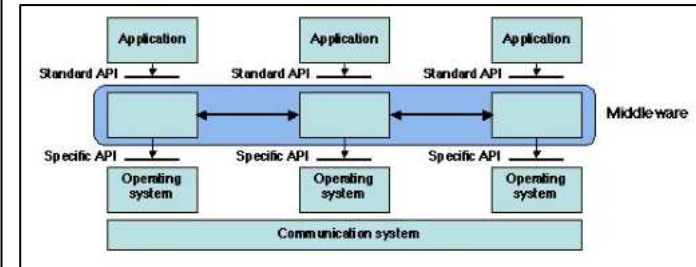 Application Application Application
Standard API Standard API Standard API
Middleware
Specific API Specific API Specific API
Operating Operating Operating
system system system
Communication system